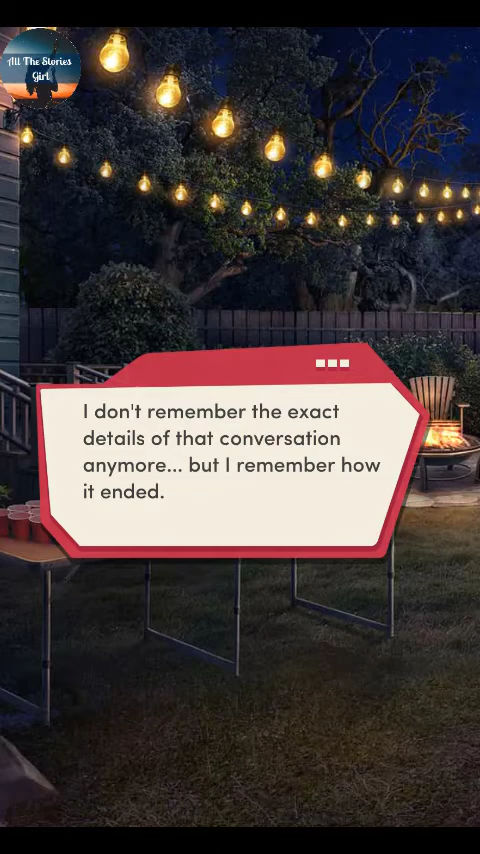 All The Stories
Girl
I don't remember the exact
details of that conversation
anymore... but I remember how
it ended.